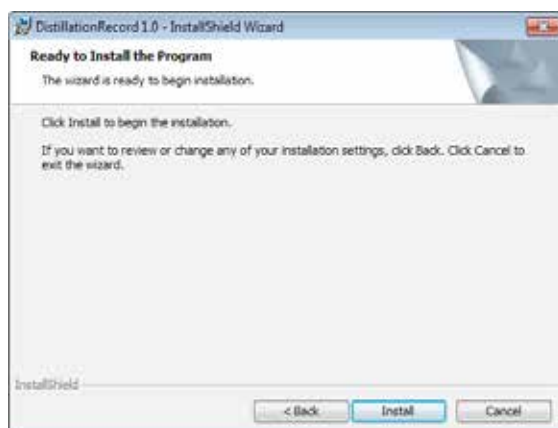 DistillationRecord 1.0 - InstallShield Wizard
Ready to Install the Program
The wizard is ready to begin installation.
Click Install to begin the installation.
If you want to review or change any of your installation settings, click Back. Click Cancel to
exit the wizard.
InstallShield
< Back
Install
Cancel